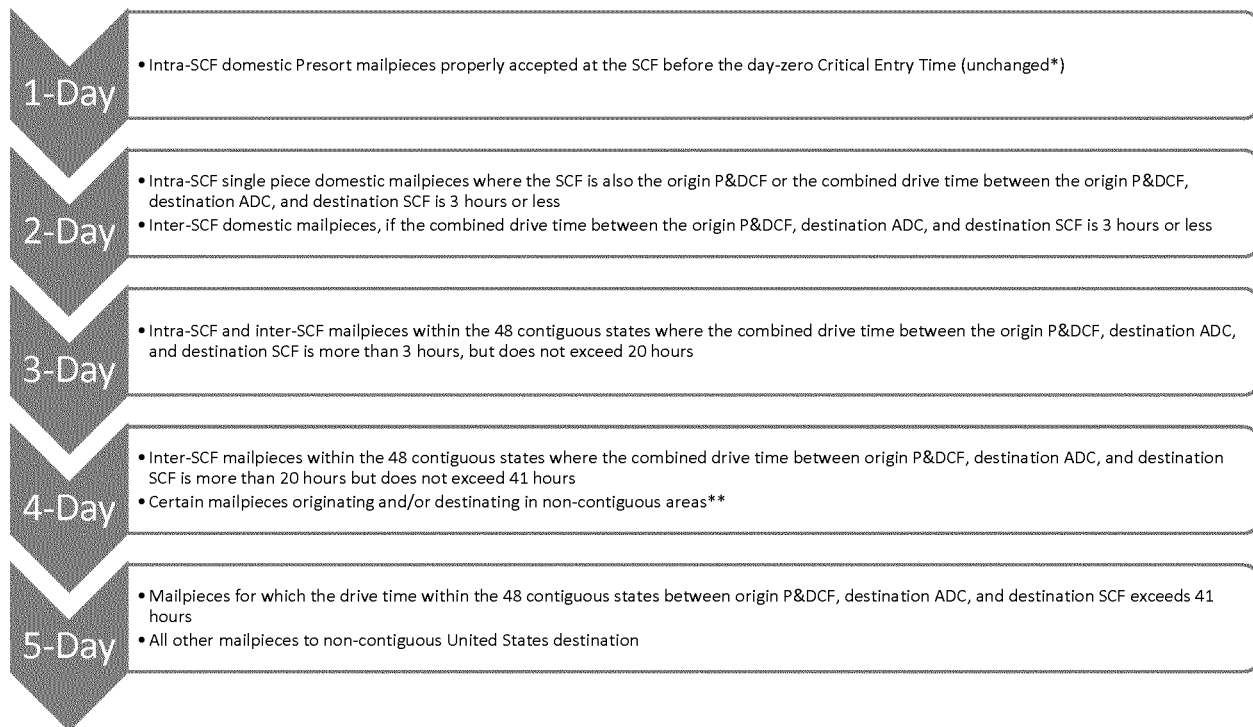 1-Day
• Intra-SCF domestic Presort mailpieces properly accepted at the SCF before the day-zero Critical Entry Time (unchanged*)
2-Day
• Intra-SCF single piece domestic mailpieces where the SCF is also the origin P&DCF or the combined drive time between the origin P&DCF,
destination ADC, and destination SCF is 3 hours or less
• Inter-SCF domestic mailpieces, if the combined drive time between the origin P&DCF, destination ADC, and destination SCF is 3 hours or less
3-Day
• Intra-SCF and inter-SCF mailpieces within the 48 contiguous states where the combined drive time between the origin P&DCF, destination ADC,
and destination SCF is more than 3 hours, but does not exceed 20 hours
4-Day
• Inter-SCF mailpieces within the 48 contiguous states where the combined drive time between origin P&DCF, destination ADC, and destination
SCF is more than 20 hours but does not exceed 41 hours
• Certain mailpieces originating and/or destinating in non-contiguous areas**
5-Day
• Mailpieces for which the drive time within the 48 contiguous states between origin P&DCF, destination ADC, and destination SCF exceeds 41
hours
• All other mailpieces to non-contiguous United States destination